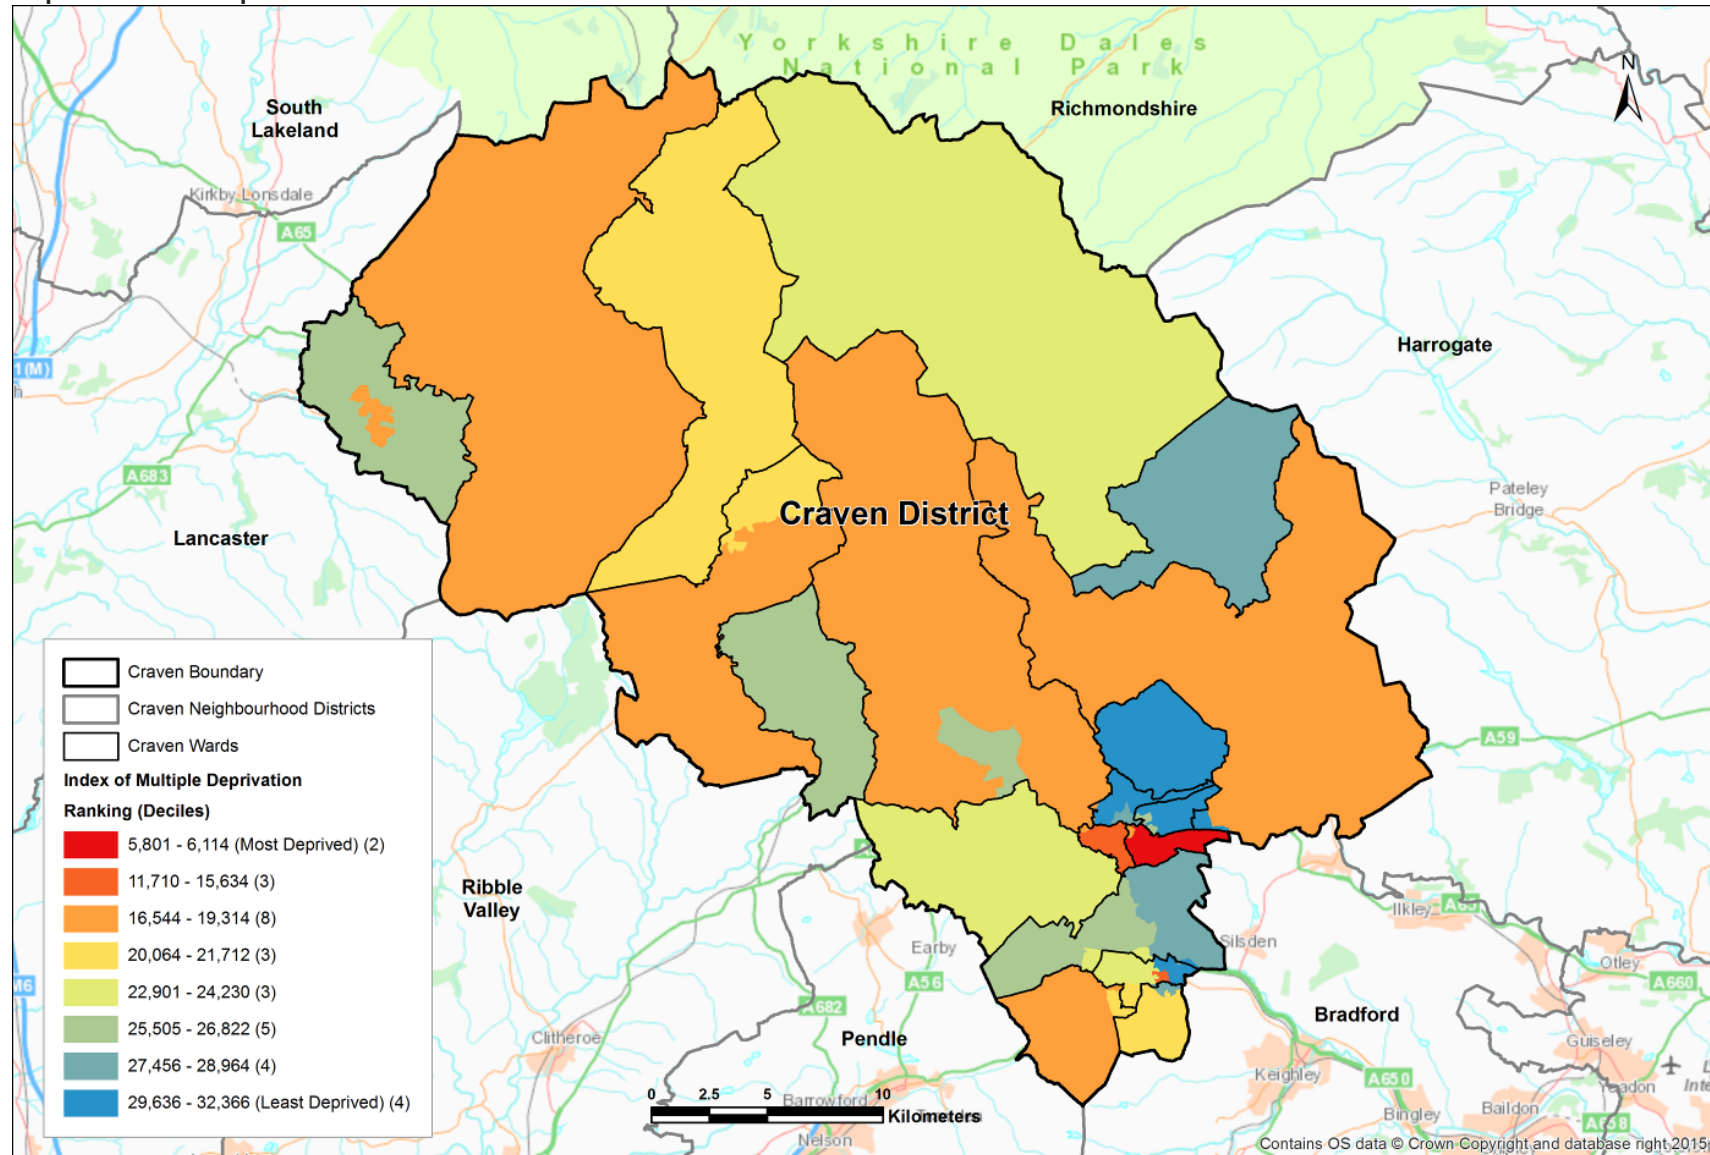 Yorkshire Dales
National Park
N
South
Lakeland
Richmondshire
Kirkby Lonsdale
A65
Harrogate
1(M)
A683
Pateley
Bridge
Craven District
Lancaster
A59
Craven Boundary
Craven Neighbourhood Districts
Craven Wards
Index of Multiple Deprivation
Ranking (Deciles)
5,801 - 6,114 (Most Deprived) (2)
11,710 - 15,634 (3)
16,544 - 19,314 (8)
20,064 - 21,712 (3)
22,901 - 24,230 (3)
25,505 - 26,822 (5)
27,456 - 28,964 (4)
29,636 - 32,366 (Least Deprived) (4)
Ribble
Valley
Ilkley
A65
Earby
Silsden
Otley
A56
A660
M6
A682
Bradford
Clitheroe
Pendle
Guiseley
Keighley
A650
Yeadon
0 2.5 5 10
Kilometers
Barrowford
Nelson
Bingley
Baildon
Contains OS data © Crown Copyright and database right 2015